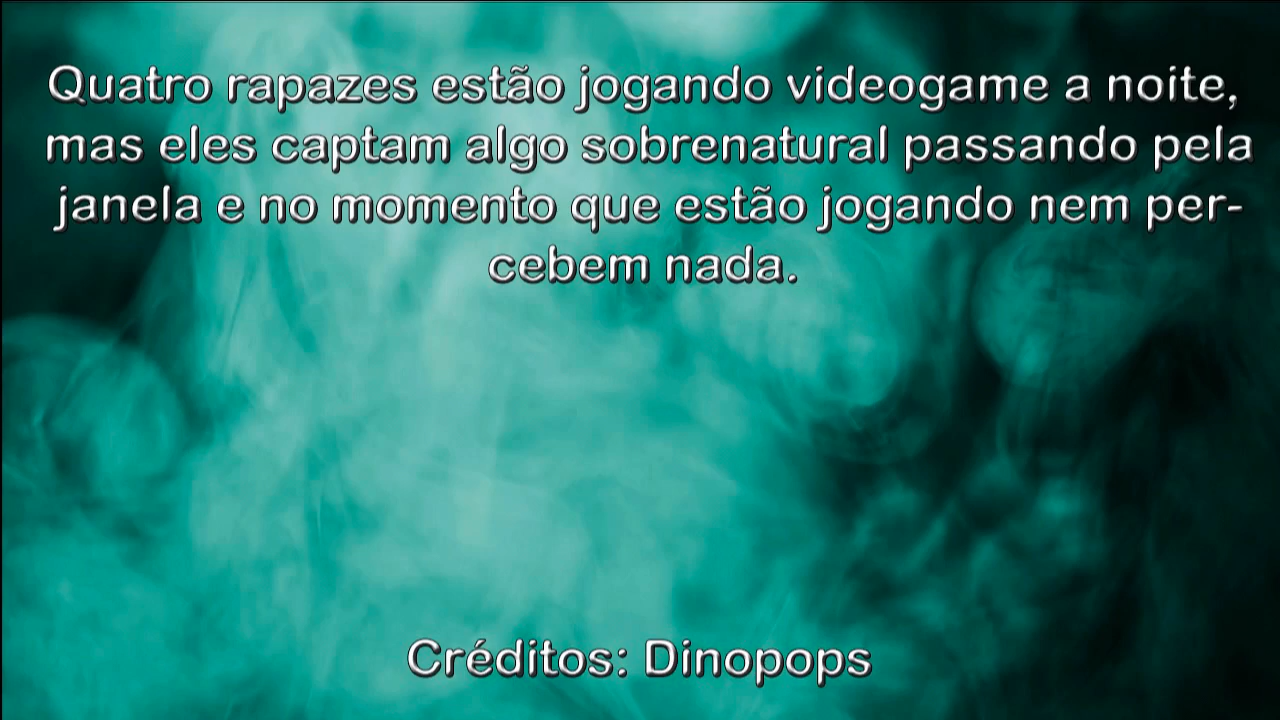 Quatro rapazes estão jogando videogame a noite,
mas eles captam algo sobrenatural passando pela
janela e no momento que estão jogando nem per-
cebem nada.
Créditos: Dinopops